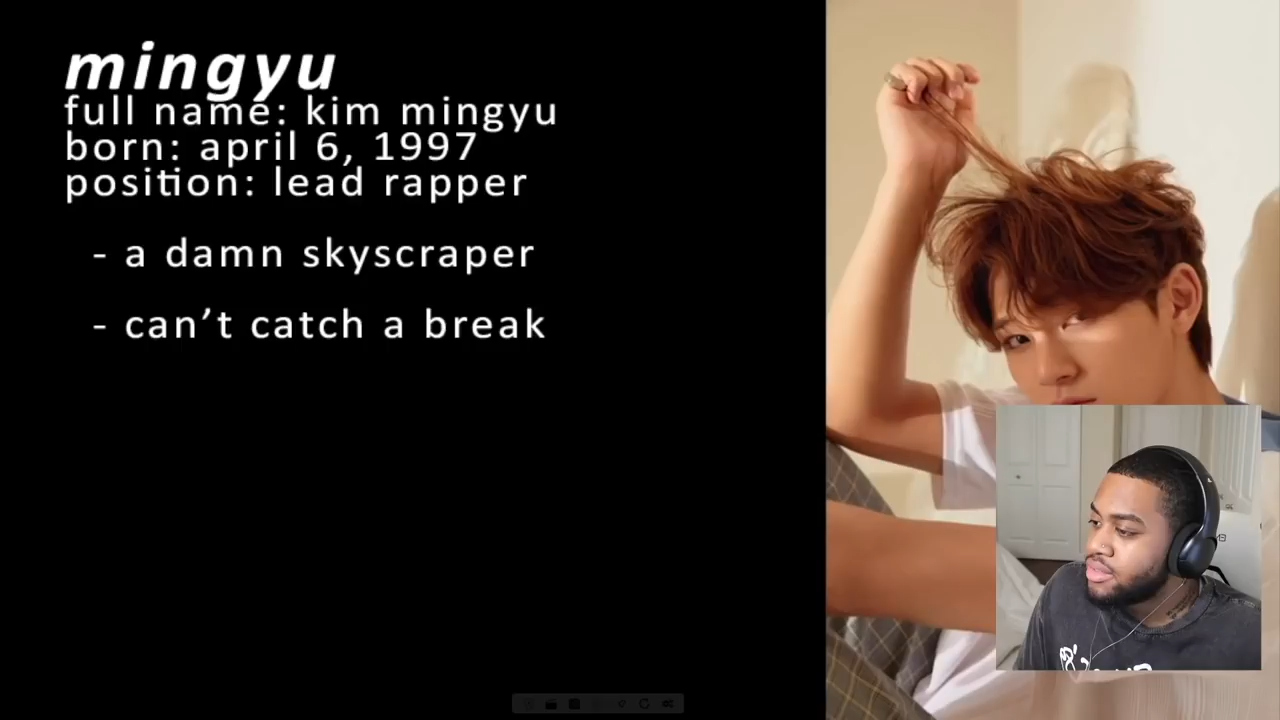 mingyu
full name: kim mingyu
born: april 6, 1997
position: lead rapper
- a damn skyscraper
- can't catch a break